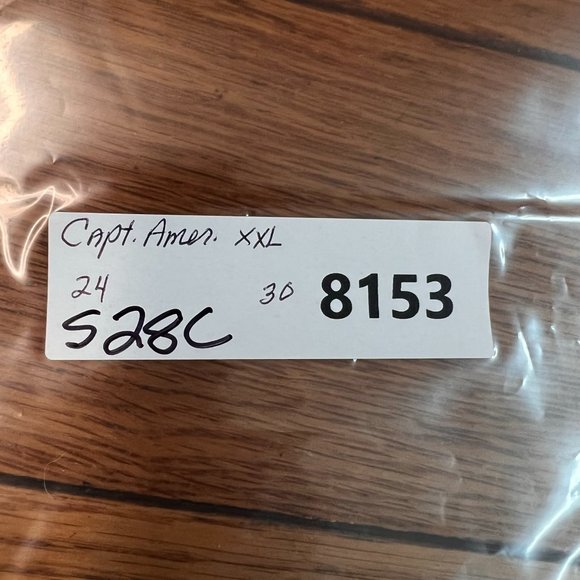 Capt. Amer. XXL
24 30 8153
S28C